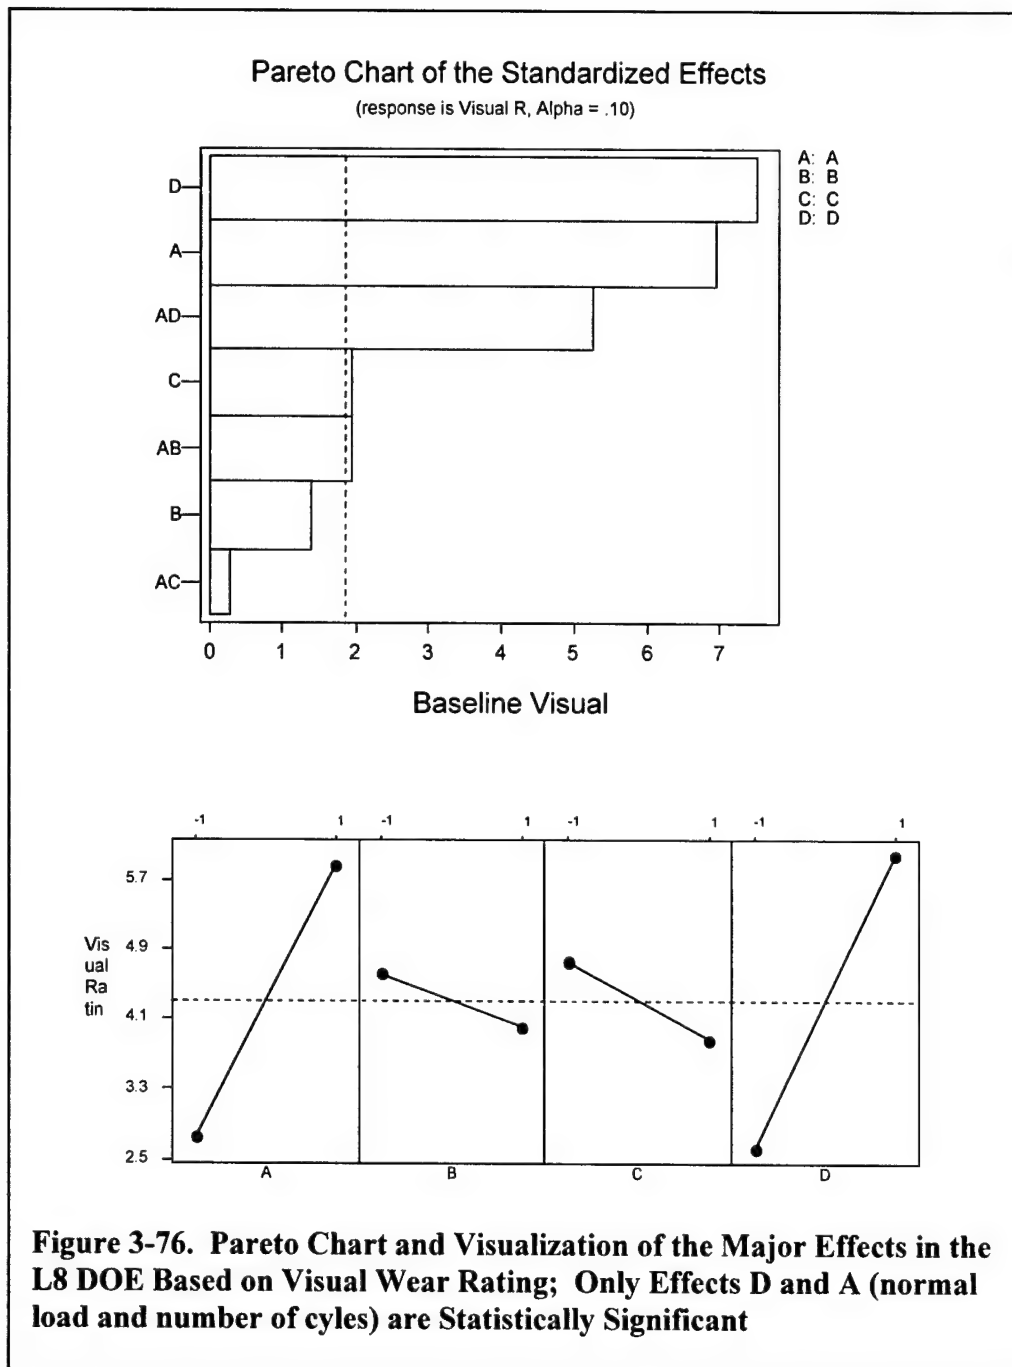 Pareto Chart of the Standardized Effects
(response is Visual R, Alpha = .10)
A: A
B: B
C: C
D: D
D
A
AD
C
AB
B
AC
0 1 2 3 4 5 6 7
Baseline Visual
-1 1 -1 1 -1 1 -1 1
5.7
4.9
4.1
3.3
2.5
Vis
ual
Ra
tin
A B C D
Figure 3-76. Pareto Chart and Visualization of the Major Effects in the
L8 DOE Based on Visual Wear Rating; Only Effects D and A (normal
load and number of cyles) are Statistically Significant